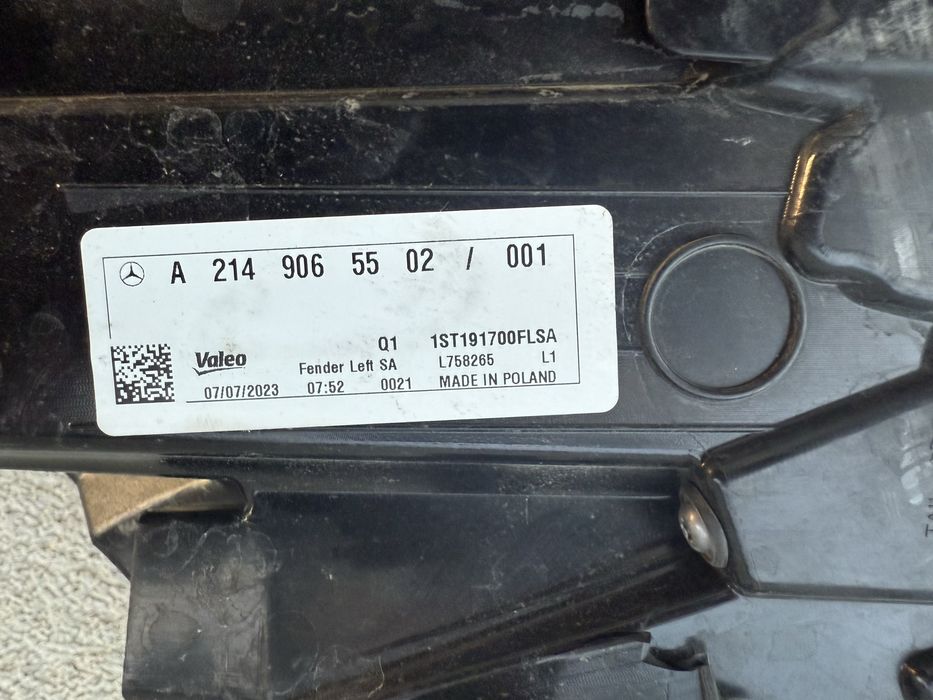 A 214 906 55 02 / 001
Q1 1ST191700FLSA
Valeo Fender Left SA L758265 L1
07/07/2023 07:52 0021 MADE IN POLAND